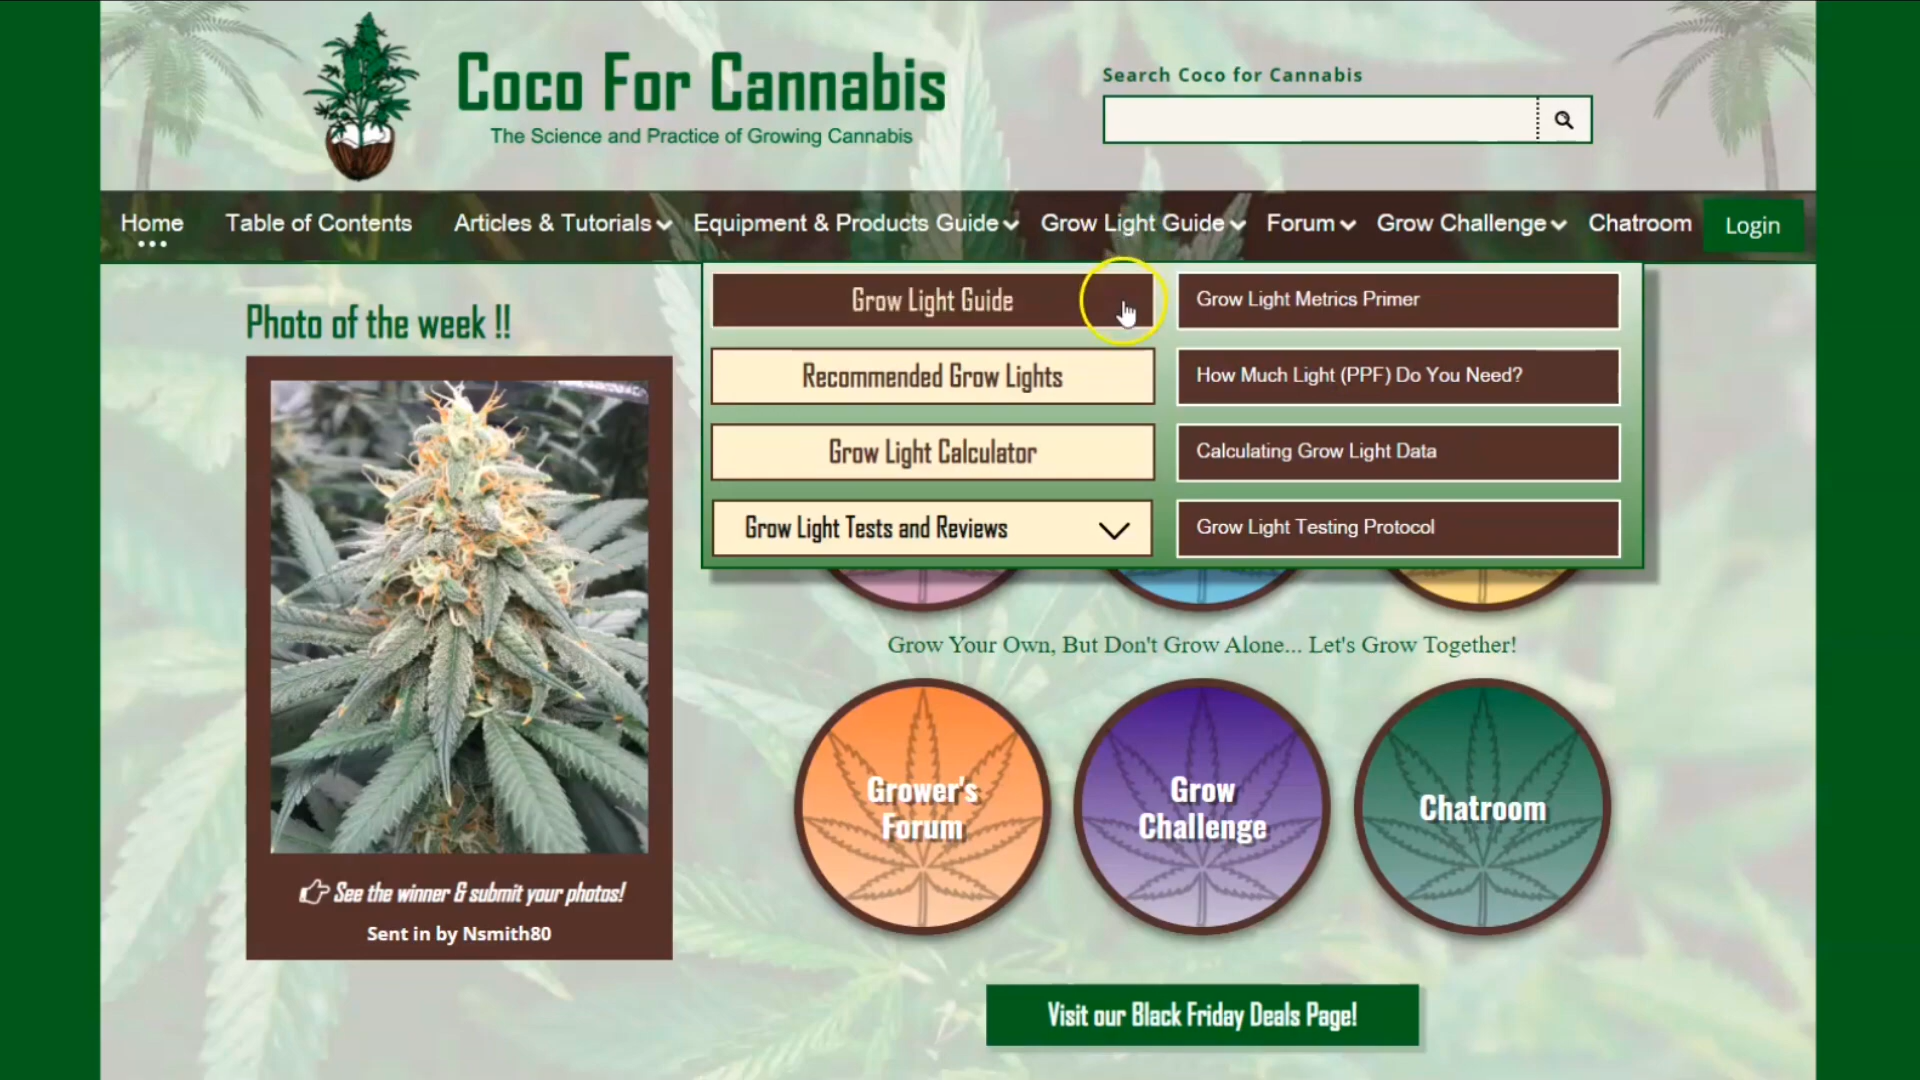 Coco For Cannabis
The Science and Practice of Growing Cannabis
Search Coco for Cannabis
Home
Table of Contents
Articles & Tutorials
Equipment & Products Guide
Grow Light Guide
Forum
Grow Challenge
Chatroom
Login
Photo of the week !!
See the winner & submit your photos!
Sent in by Nsmith80
Grow Light Guide
Recommended Grow Lights
Grow Light Calculator
Grow Light Tests and Reviews
Grow Light Metrics Primer
How Much Light (PPF) Do You Need?
Calculating Grow Light Data
Grow Light Testing Protocol
Grow Your Own, But Don't Grow Alone... Let's Grow Together!
Grower's
Forum
Grow
Challenge
Chatroom
Visit our Black Friday Deals Page!